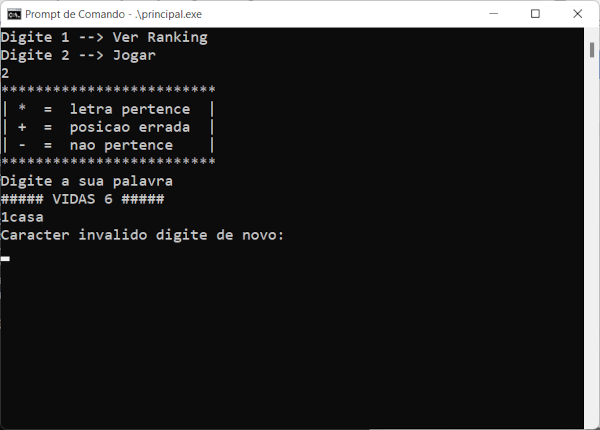 Prompt de Comando - .\principal.exe
Digite 1 --> Ver Ranking
Digite 2 --> Jogar
2
*************************
| * = letra pertence |
| + = posicao errada |
| - = nao pertence |
*************************
Digite a sua palavra
##### VIDAS 6 #####
1casa
Caracter invalido digite de novo: